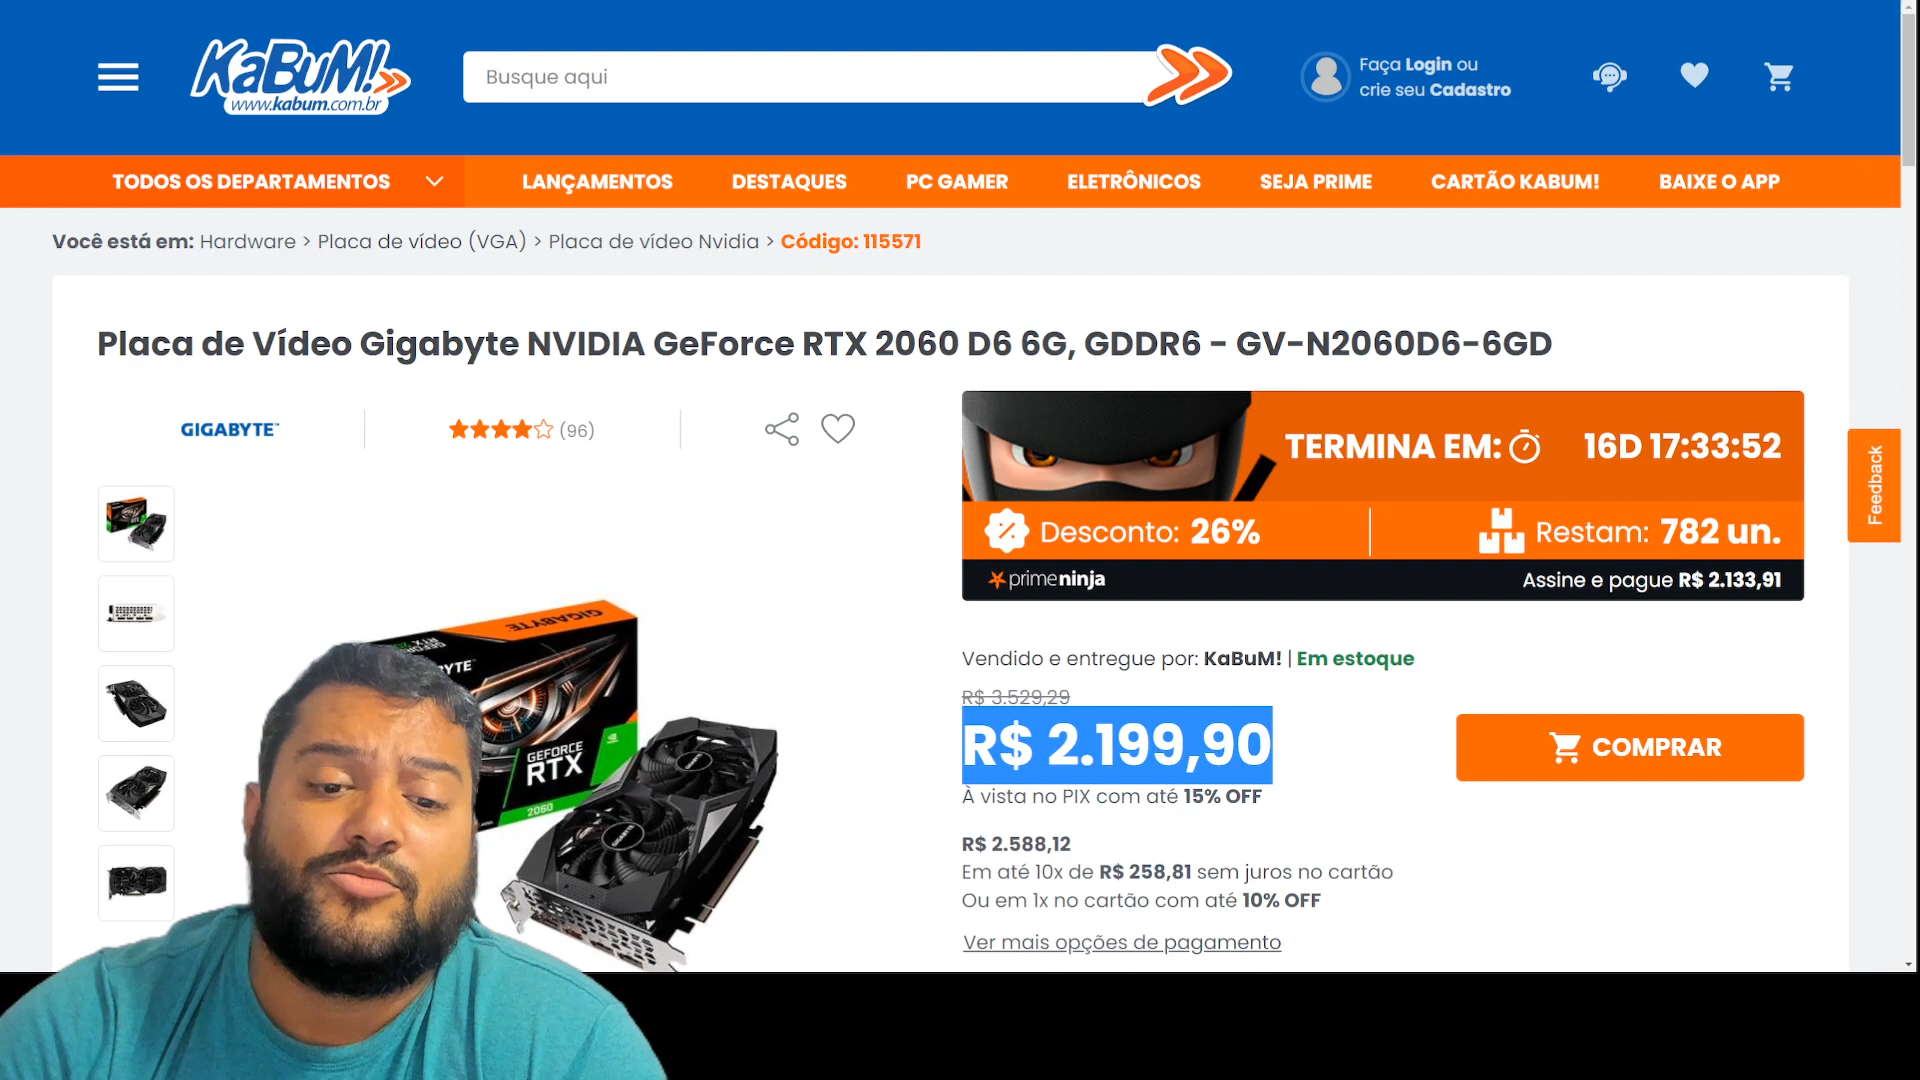 KaBuM!
www.kabum.com.br
Busque aqui
Faça Login ou
crie seu Cadastro
TODOS OS DEPARTAMENTOS
LANÇAMENTOS
DESTAQUES
PC GAMER
ELETRÔNICOS
SEJA PRIME
CARTÃO KABUM!
BAIXE O APP
Você está em: Hardware > Placa de vídeo (VGA) > Placa de vídeo Nvidia > Código: 115571
Placa de Vídeo Gigabyte NVIDIA GeForce RTX 2060 D6 6G, GDDR6 - GV-N2060D6-6GD
GIGABYTE™
(96)
TERMINA EM: 16D 17:33:52
Desconto: 26%
Restam: 782 un.
primeninja
Assine e pague R$ 2.133,91
Feedback
Vendido e entregue por: KaBuM! | Em estoque
R$ 3.529,29
R$ 2.199,90
COMPRAR
À vista no PIX com até 15% OFF
R$ 2.588,12
Em até 10x de R$ 258,81 sem juros no cartão
Ou em 1x no cartão com até 10% OFF
Ver mais opções de pagamento
GIGABYTE
GEFORCE
RTX
2060
GIGABYTE
GIGABYTE